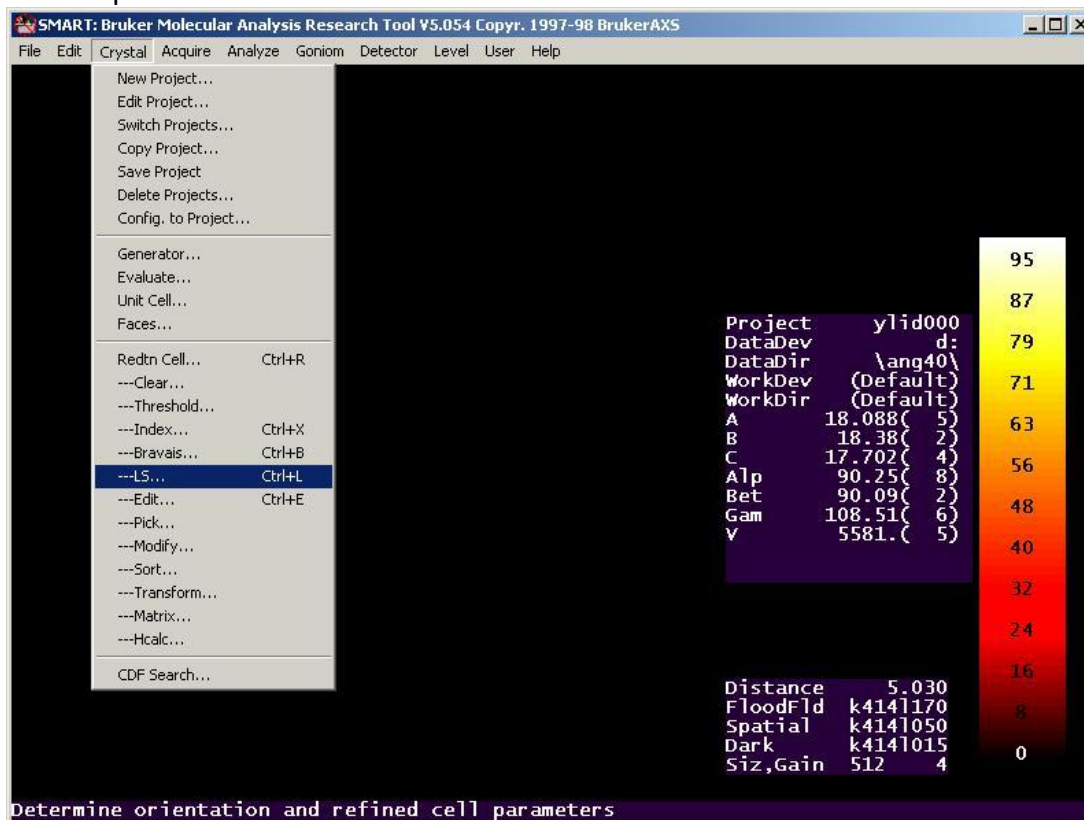 SMART: Bruker Molecular Analysis Research Tool V5.054 Copyr. 1997-98 BrukerAXS
File Edit Crystal Acquire Analyze Goniom Detector Level User Help
New Project...
Edit Project...
Switch Projects...
Copy Project...
Save Project
Delete Projects...
Config. to Project...
Generator...
Evaluate...
Unit Cell...
Faces...
Redtn Cell... Ctrl+R
---Clear...
---Threshold...
---Index... Ctrl+X
---Bravais... Ctrl+B
---LS... Ctrl+L
---Edit... Ctrl+E
---Pick...
---Modify...
---Sort...
---Transform...
---Matrix...
---Hcalc...
CDF Search...
Project ylid000
DataDev d:
DataDir \ang40\
WorkDev (Default)
WorkDir (Default)
A 18.088( 5)
B 18.38( 2)
C 17.702( 4)
Alp 90.25( 8)
Bet 90.09( 2)
Gam 108.51( 6)
V 5581.( 5)
Distance 5.030
FloodFld k414l170
Spatial k414l050
Dark k414l015
Siz,Gain 512 4
95
87
79
71
63
56
48
40
32
24
16
8
0
Determine orientation and refined cell parameters